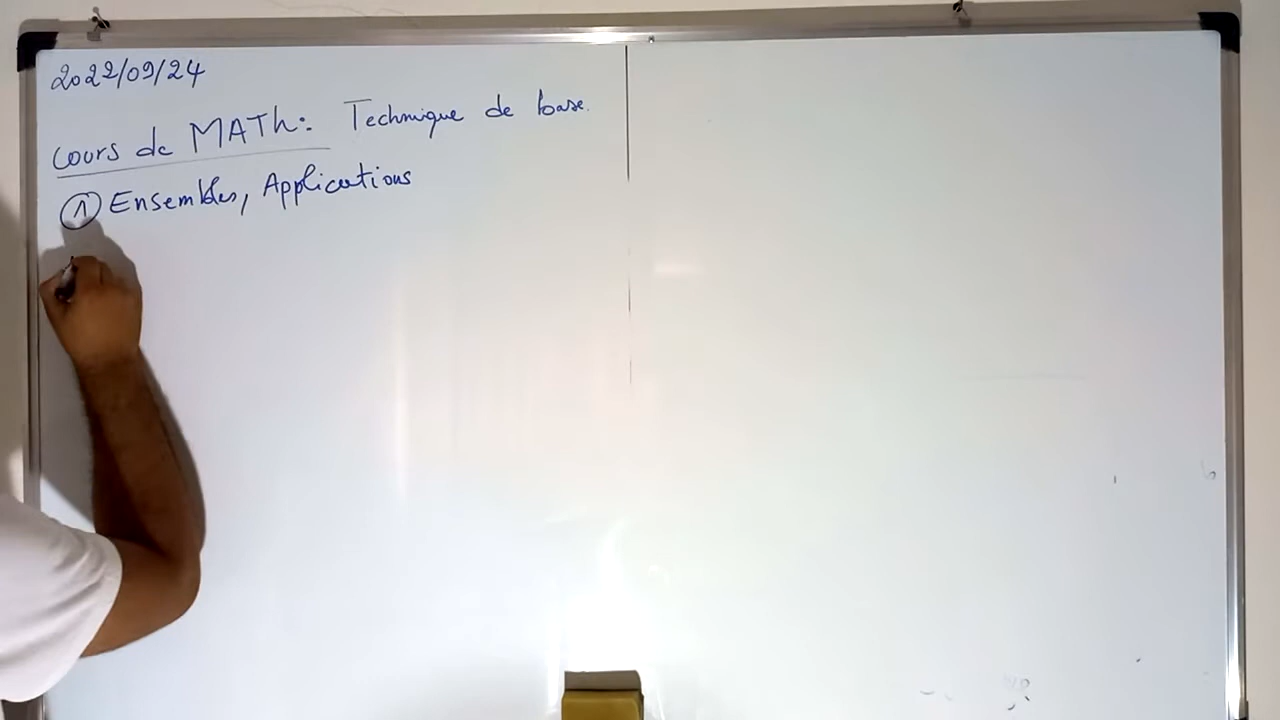 2022/09/24
Cours de MATh: Technique de base.
① Ensembles, Applications